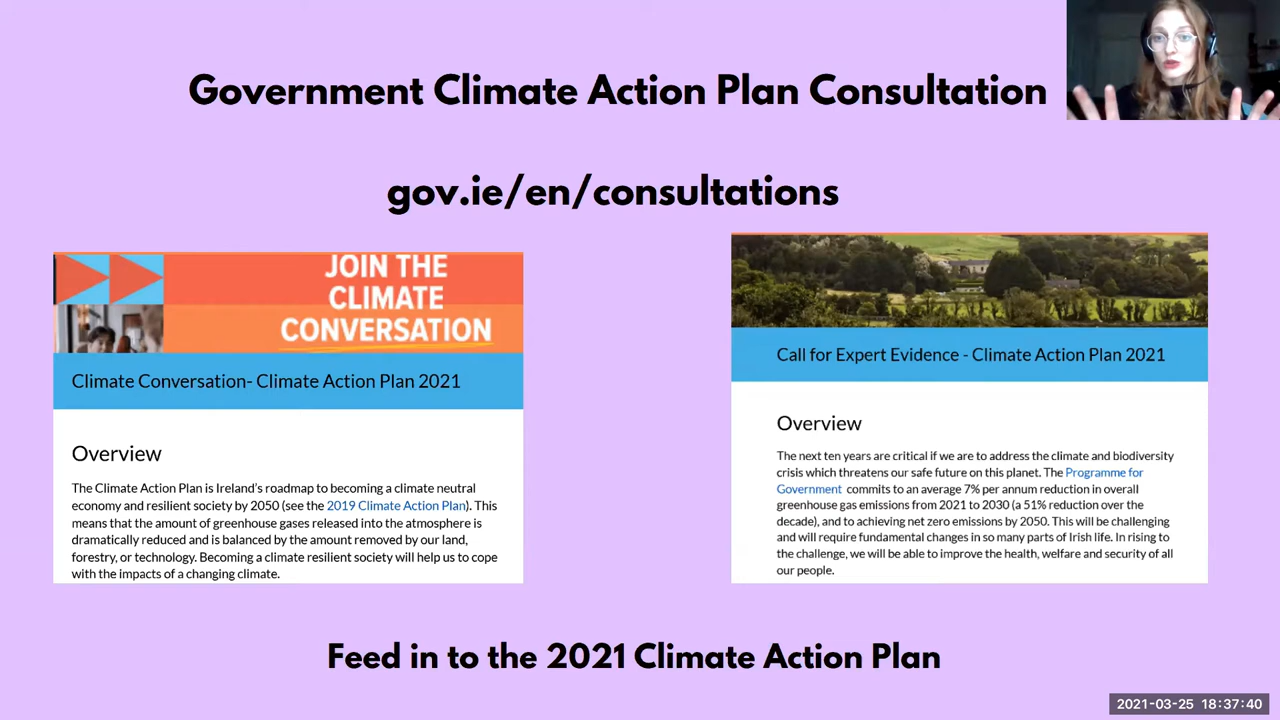 Government Climate Action Plan Consultation
gov.ie/en/consultations
JOIN THE
CLIMATE
CONVERSATION
Climate Conversation- Climate Action Plan 2021
Overview
The Climate Action Plan is Ireland's roadmap to becoming a climate neutral
economy and resilient society by 2050 (see the 2019 Climate Action Plan). This
means that the amount of greenhouse gases released into the atmosphere is
dramatically reduced and is balanced by the amount removed by our land,
forestry, or technology. Becoming a climate resilient society will help us to cope
with the impacts of a changing climate.
Call for Expert Evidence - Climate Action Plan 2021
Overview
The next ten years are critical if we are to address the climate and biodiversity
crisis which threatens our safe future on this planet. The Programme for
Government commits to an average 7% per annum reduction in overall
greenhouse gas emissions from 2021 to 2030 (a 51% reduction over the
decade), and to achieving net zero emissions by 2050. This will be challenging
and will require fundamental changes in so many parts of Irish life. In rising to
the challenge, we will be able to improve the health, welfare and security of all
our people.
Feed in to the 2021 Climate Action Plan
2021-03-25 18:37:40